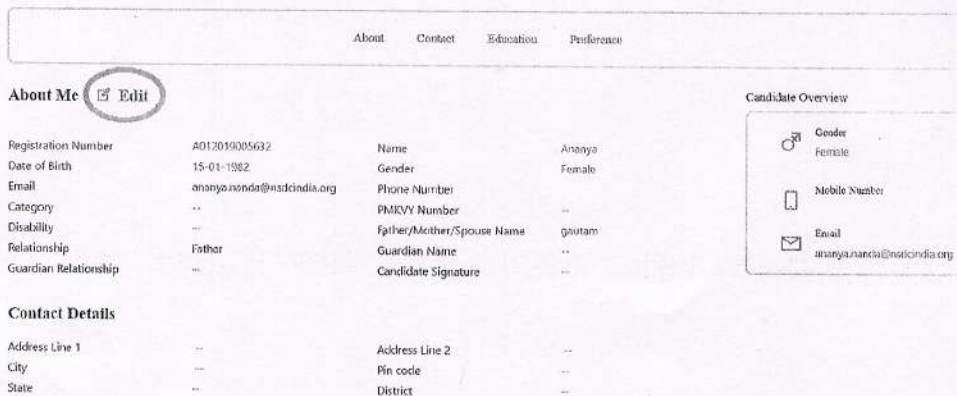 About Contact Education Preference
About Me Edit
Candidate Overview
Registration Number A012019005632 Name Ananya
Date of Birth 15-01-1982 Gender Female
Email ananya.nanda@nsdcindia.org Phone Number
Category -- PMKVY Number --
Disability -- Father/Mother/Spouse Name gautam
Relationship Father Guardian Name --
Guardian Relationship -- Candidate Signature --
Gender
Female
Mobile Number
Email
ananya.nanda@nsdcindia.org
Contact Details
Address Line 1 -- Address Line 2 --
City -- Pin code --
State -- District --